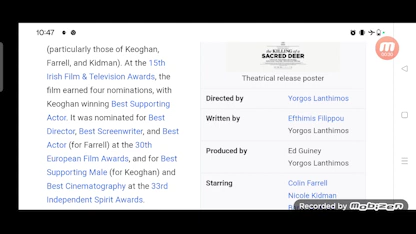 10:47
(particularly those of Keoghan,
Farrell, and Kidman). At the 15th
Irish Film & Television Awards, the
film earned four nominations, with
Keoghan winning Best Supporting
Actor. It was nominated for Best
Director, Best Screenwriter, and Best
Actor (for Farrell) at the 30th
European Film Awards, and for Best
Supporting Male (for Keoghan) and
Best Cinematography at the 33rd
Independent Spirit Awards.
the KILLING of a
SACRED DEER
Theatrical release poster
Directed by Yorgos Lanthimos
Written by Efthimis Filippou
Yorgos Lanthimos
Produced by Ed Guiney
Yorgos Lanthimos
Starring Colin Farrell
Nicole Kidman
Recorded by MOBIZEN